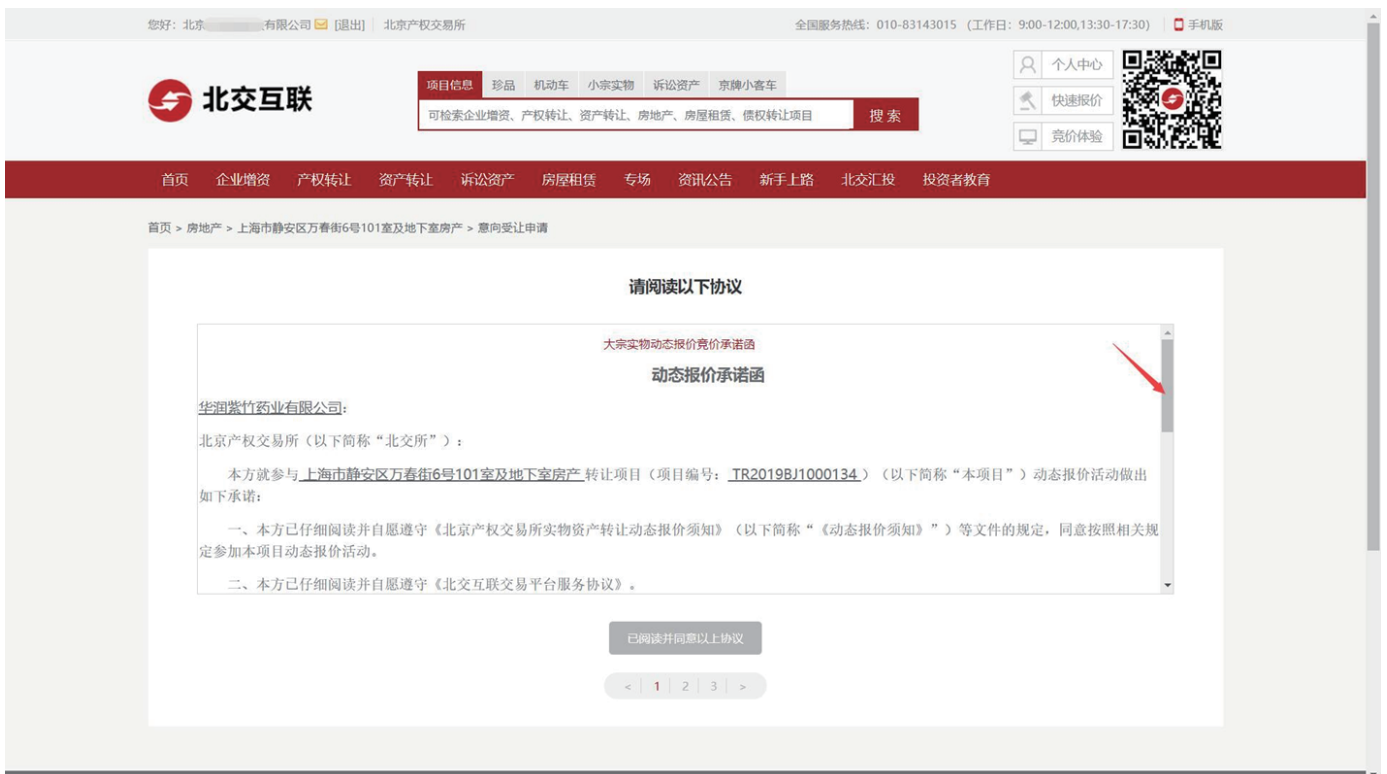 您好：北京 有限公司 [退出] 北京产权交易所
全国服务热线：010-83143015 （工作日：9:00-12:00,13:30-17:30） 手机版
北交互联
项目信息 珍品 机动车 小宗实物 诉讼资产 京牌小客车
可检索企业增资、产权转让、资产转让、房地产、房屋租赁、债权转让项目 搜 索
个人中心
快速报价
竞价体验
首页 企业增资 产权转让 资产转让 诉讼资产 房屋租赁 专场 资讯公告 新手上路 北交汇投 投资者教育
首页 > 房地产 > 上海市静安区万春街6号101室及地下室房产 > 意向受让申请
请阅读以下协议
大宗实物动态报价竞价承诺函
动态报价承诺函
华润紫竹药业有限公司：
北京产权交易所（以下简称“北交所”）：
本方就参与 上海市静安区万春街6号101室及地下室房产 转让项目（项目编号： TR2019BJ1000134 ）（以下简称“本项目”）动态报价活动做出
如下承诺：
一、本方已仔细阅读并自愿遵守《北京产权交易所实物资产转让动态报价须知》（以下简称“《动态报价须知》”）等文件的规定，同意按照相关规
定参加本项目动态报价活动。
二、本方已仔细阅读并自愿遵守《北交互联交易平台服务协议》。
已阅读并同意以上协议
< 1 2 3 >